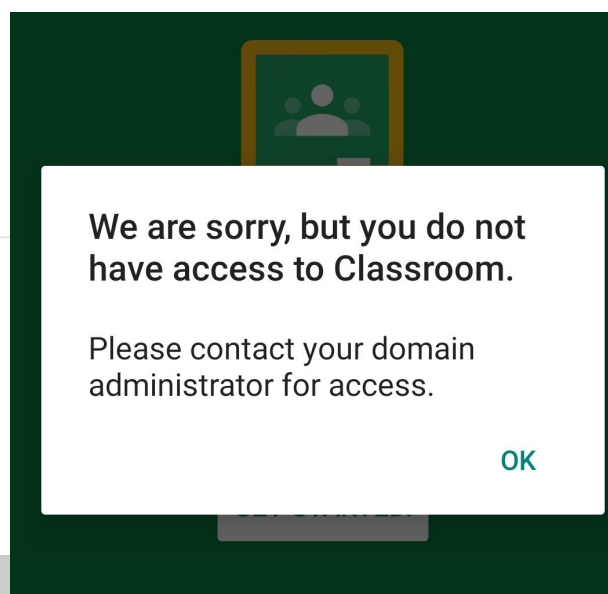 We are sorry, but you do not
have access to Classroom.
Please contact your domain
administrator for access.
OK